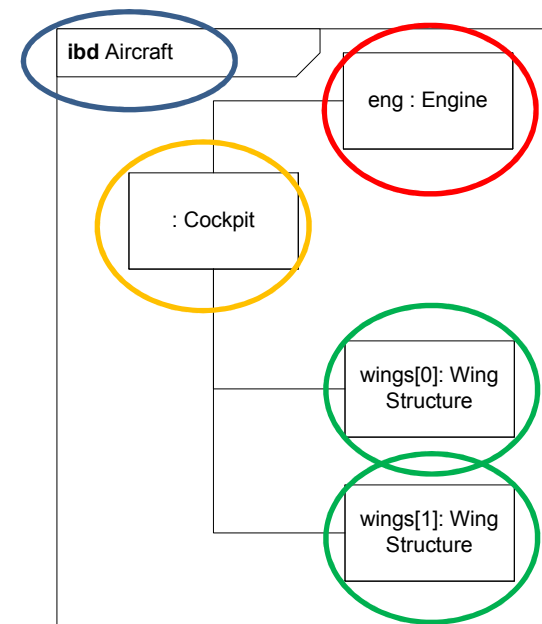 ibd Aircraft
eng : Engine
: Cockpit
wings[0]: Wing
Structure
wings[1]: Wing
Structure